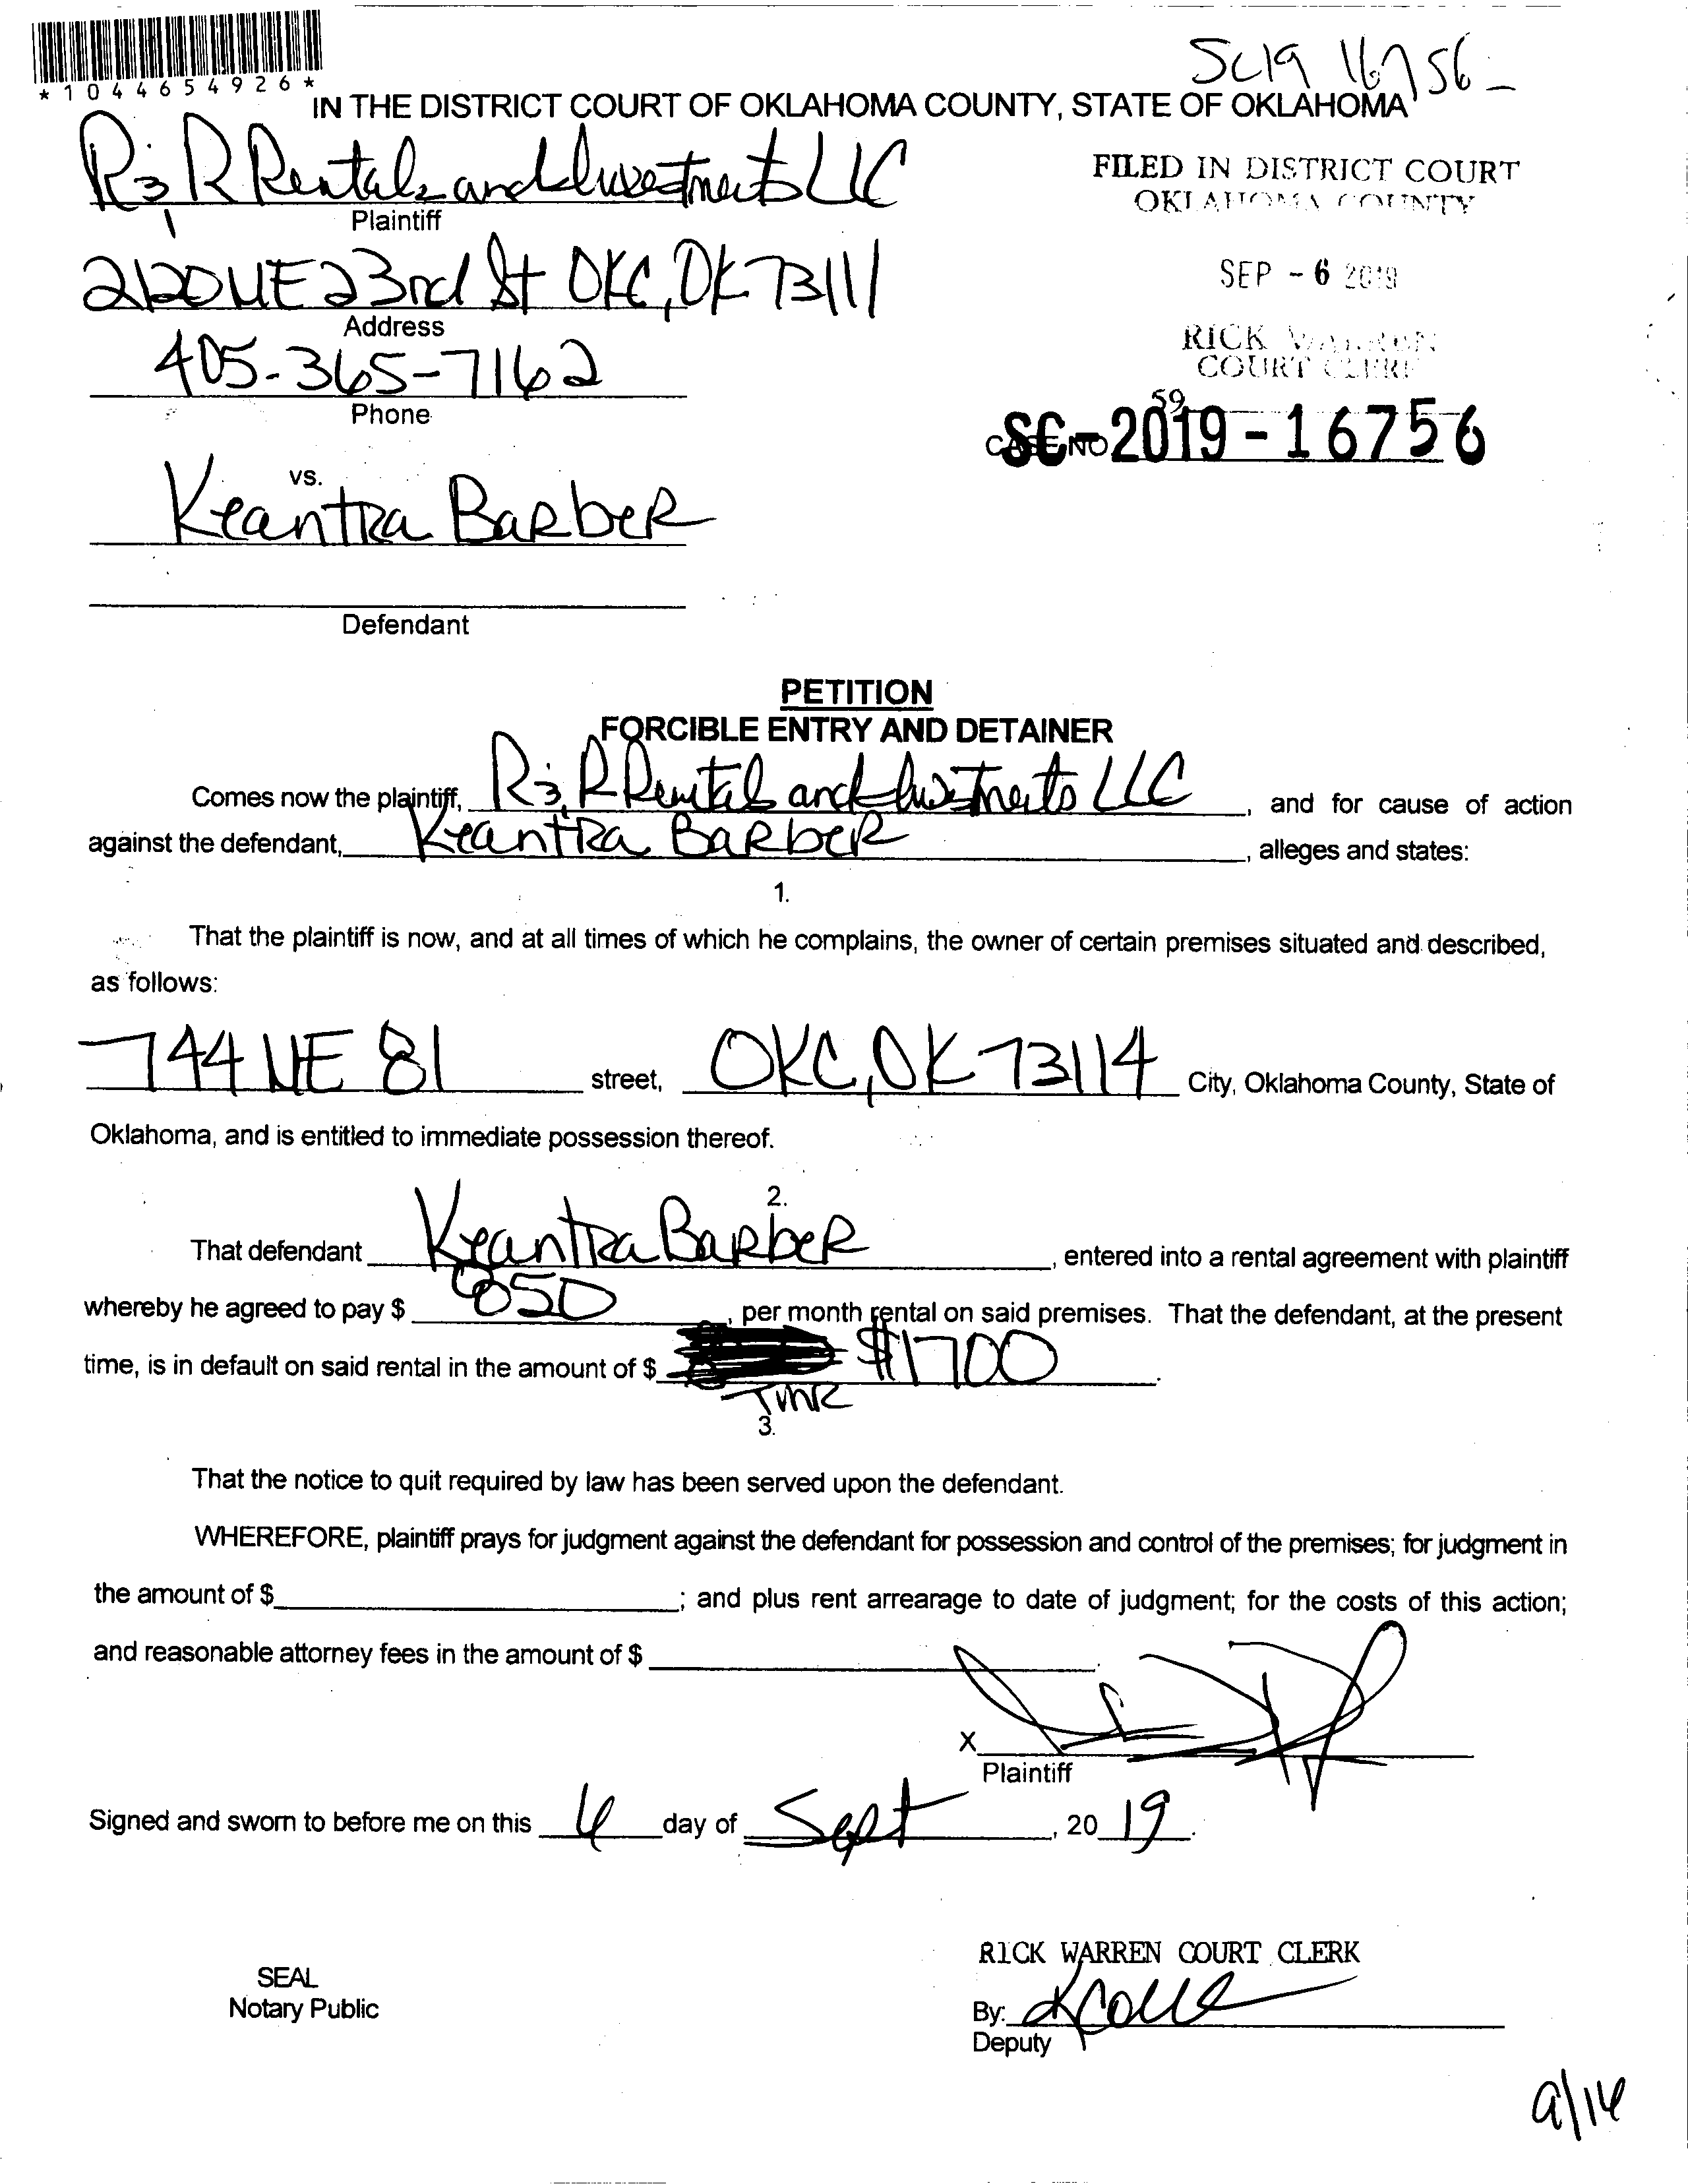 *1044654926*
SC19 16756
IN THE DISTRICT COURT OF OKLAHOMA COUNTY, STATE OF OKLAHOMA
R & R Rentals and Investments LLC
Plaintiff
FILED IN DISTRICT COURT
OKLAHOMA COUNTY
2120 NE 23rd St OKC, OK 73111
Address
SEP - 6 2019
405-365-7162
Phone
RICK WARREN
COURT CLERK
59
CASE NO
SC-2019-16756
vs.
Keantra Barber
Defendant
PETITION
FORCIBLE ENTRY AND DETAINER
Comes now the plaintiff, R & R Rentals and Investments LLC, and for cause of action
against the defendant, Keantra Barber, alleges and states:
1.
That the plaintiff is now, and at all times of which he complains, the owner of certain premises situated and described,
as follows:
744 NE 81 street, OKC, OK 73114 City, Oklahoma County, State of
Oklahoma, and is entitled to immediate possession thereof.
2.
That defendant Keantra Barber, entered into a rental agreement with plaintiff
whereby he agreed to pay $ 850, per month rental on said premises. That the defendant, at the present
time, is in default on said rental in the amount of $ $1700.
TMR
3.
That the notice to quit required by law has been served upon the defendant.
WHEREFORE, plaintiff prays for judgment against the defendant for possession and control of the premises; for judgment in
the amount of $ ; and plus rent arrearage to date of judgment; for the costs of this action;
and reasonable attorney fees in the amount of $ .
X
Plaintiff
Signed and sworn to before me on this 6 day of Sept, 20 19.
RICK WARREN COURT CLERK
SEAL
Notary Public
By:
Deputy
9/16